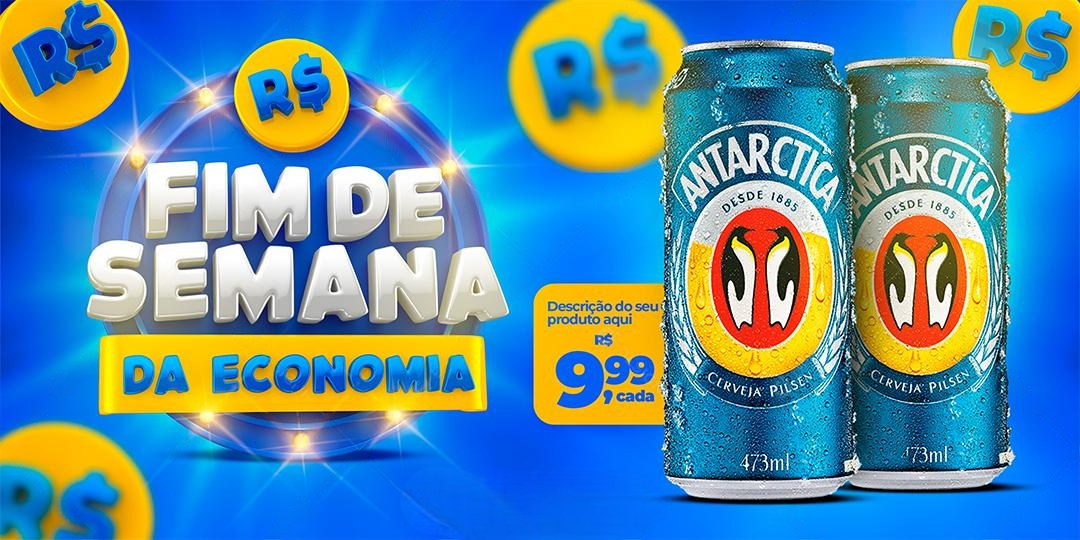 R$
R$
R$
R$
R$
FIM DE
SEMANA
DA ECONOMIA
Descrição do seu
produto aqui
R$
9,99
cada
ANTARCTICA
DESDE 1885
CERVEJA PILSEN
473ml
ANTARCTICA
DESDE 1885
CERVEJA PILSEN
473ml